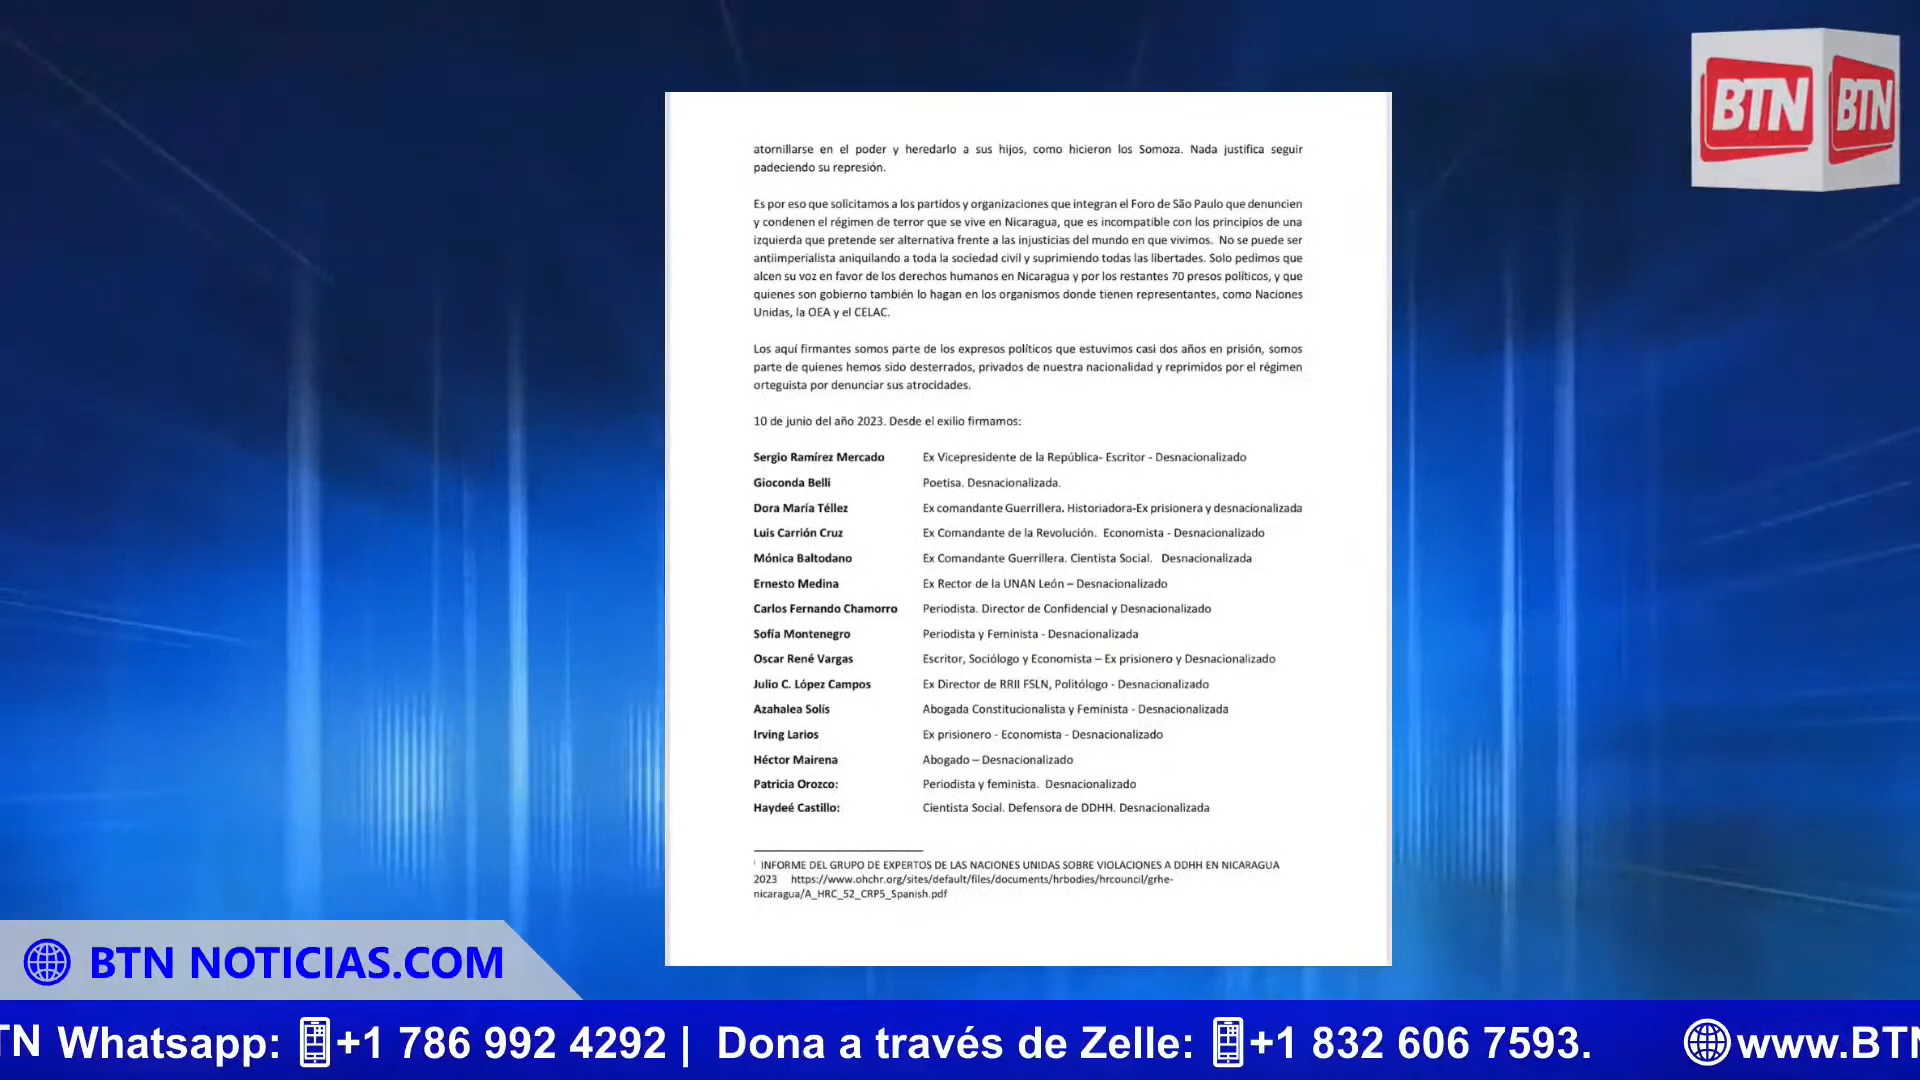 BTN BTN
atornillarse en el poder y heredarlo a sus hijos, como hicieron los Somoza. Nada justifica seguir
padeciendo su represión.
Es por eso que solicitamos a los partidos y organizaciones que integran el Foro de São Paulo que denuncien
y condenen el régimen de terror que se vive en Nicaragua, que es incompatible con los principios de una
izquierda que pretende ser alternativa frente a las injusticias del mundo en que vivimos. No se puede ser
antiimperialista aniquilando a toda la sociedad civil y suprimiendo todas las libertades. Solo pedimos que
alcen su voz en favor de los derechos humanos en Nicaragua y por los restantes 70 presos políticos, y que
quienes son gobierno también lo hagan en los organismos donde tienen representantes, como Naciones
Unidas, la OEA y el CELAC.
Los aquí firmantes somos parte de los expresos políticos que estuvimos casi dos años en prisión, somos
parte de quienes hemos sido desterrados, privados de nuestra nacionalidad y reprimidos por el régimen
orteguista por denunciar sus atrocidades.
10 de junio del año 2023. Desde el exilio firmamos:
Sergio Ramírez Mercado Ex Vicepresidente de la República- Escritor - Desnacionalizado
Gioconda Belli Poetisa. Desnacionalizada.
Dora María Téllez Ex comandante Guerrillera. Historiadora-Ex prisionera y desnacionalizada
Luis Carrión Cruz Ex Comandante de la Revolución. Economista - Desnacionalizado
Mónica Baltodano Ex Comandante Guerrillera. Cientista Social. Desnacionalizada
Ernesto Medina Ex Rector de la UNAN León – Desnacionalizado
Carlos Fernando Chamorro Periodista. Director de Confidencial y Desnacionalizado
Sofía Montenegro Periodista y Feminista - Desnacionalizada
Oscar René Vargas Escritor, Sociólogo y Economista – Ex prisionero y Desnacionalizado
Julio C. López Campos Ex Director de RRII FSLN, Politólogo - Desnacionalizado
Azahalea Solís Abogada Constitucionalista y Feminista - Desnacionalizada
Irving Larios Ex prisionero - Economista - Desnacionalizado
Héctor Mairena Abogado – Desnacionalizado
Patricia Orozco: Periodista y feminista. Desnacionalizado
Haydeé Castillo: Cientista Social. Defensora de DDHH. Desnacionalizada
i INFORME DEL GRUPO DE EXPERTOS DE LAS NACIONES UNIDAS SOBRE VIOLACIONES A DDHH EN NICARAGUA
2023 https://www.ohchr.org/sites/default/files/documents/hrbodies/hrcouncil/grhe-
nicaragua/A_HRC_52_CRP5_Spanish.pdf
BTN NOTICIAS.COM
TN Whatsapp: +1 786 992 4292 | Dona a través de Zelle: +1 832 606 7593. www.BTN